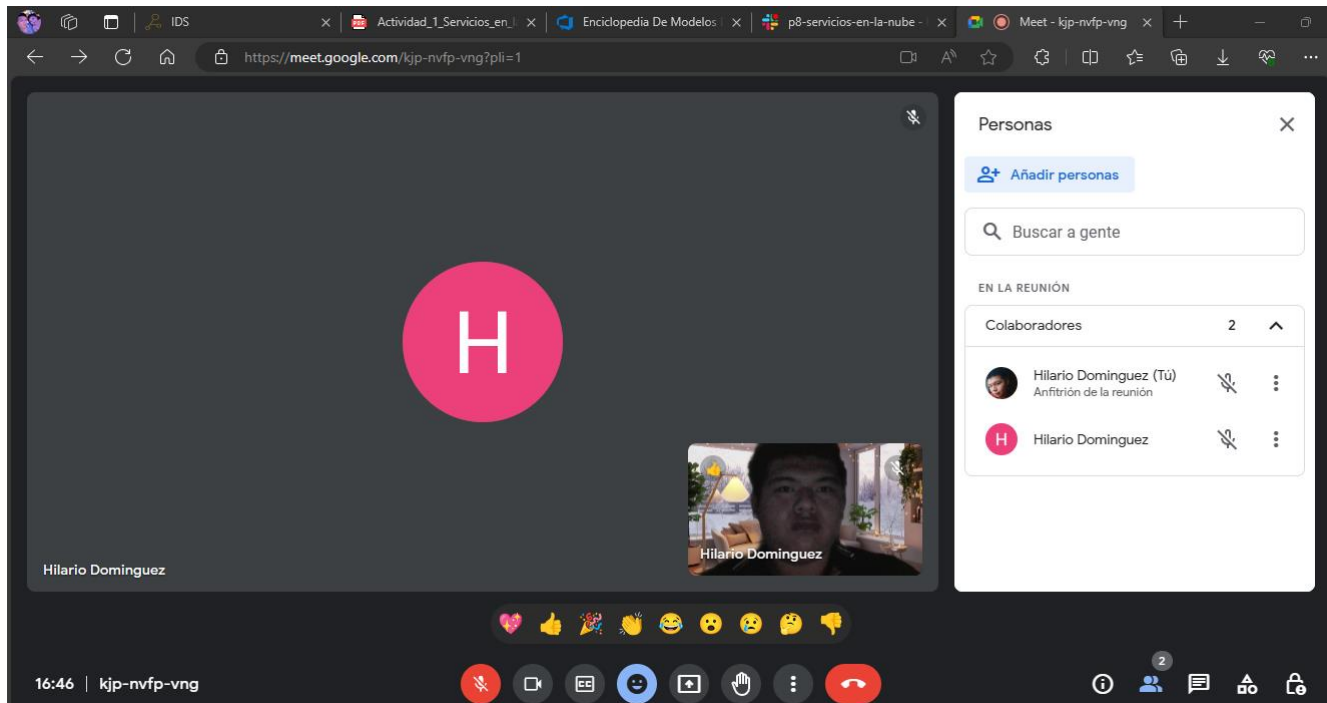 IDS
Actividad_1_Servicios_en_l
Enciclopedia De Modelos
p8-servicios-en-la-nube -
Meet - kjp-nvfp-vng
https://meet.google.com/kjp-nvfp-vng?pli=1
Personas
Añadir personas
Buscar a gente
EN LA REUNIÓN
Colaboradores 2
Hilario Dominguez (Tú)
Anfitrión de la reunión
H Hilario Dominguez
H
Hilario Dominguez
Hilario Dominguez
16:46 | kjp-nvfp-vng
CC
2